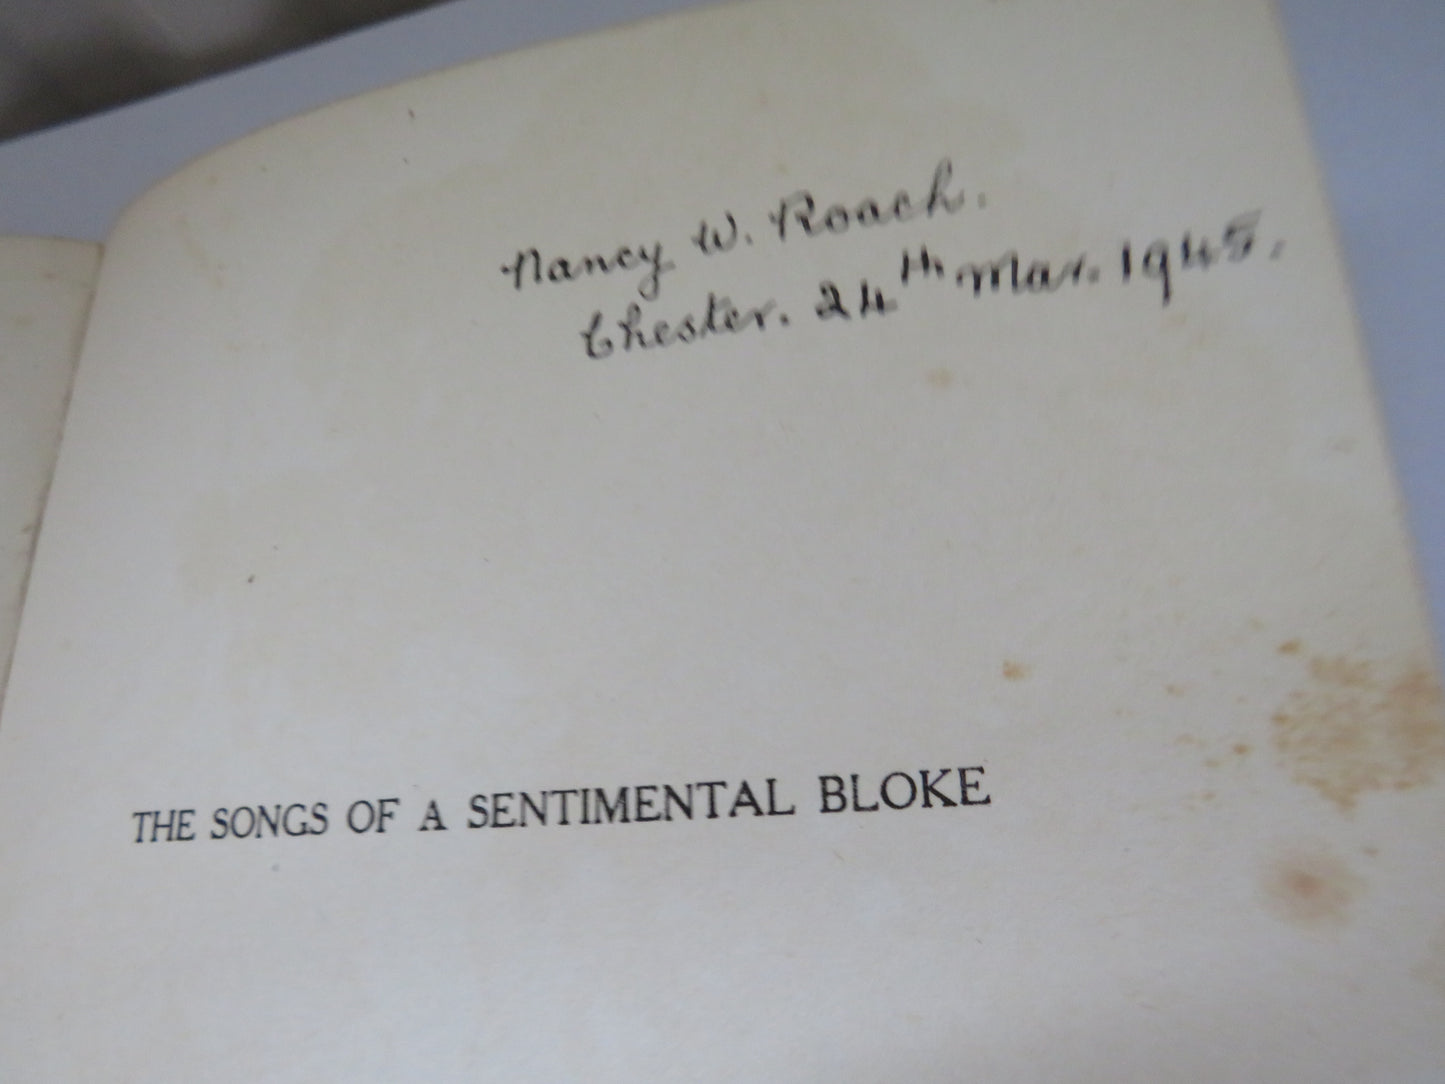 Nancy W. Roach.
Chester. 24th Mar. 1945.
THE SONGS OF A SENTIMENTAL BLOKE